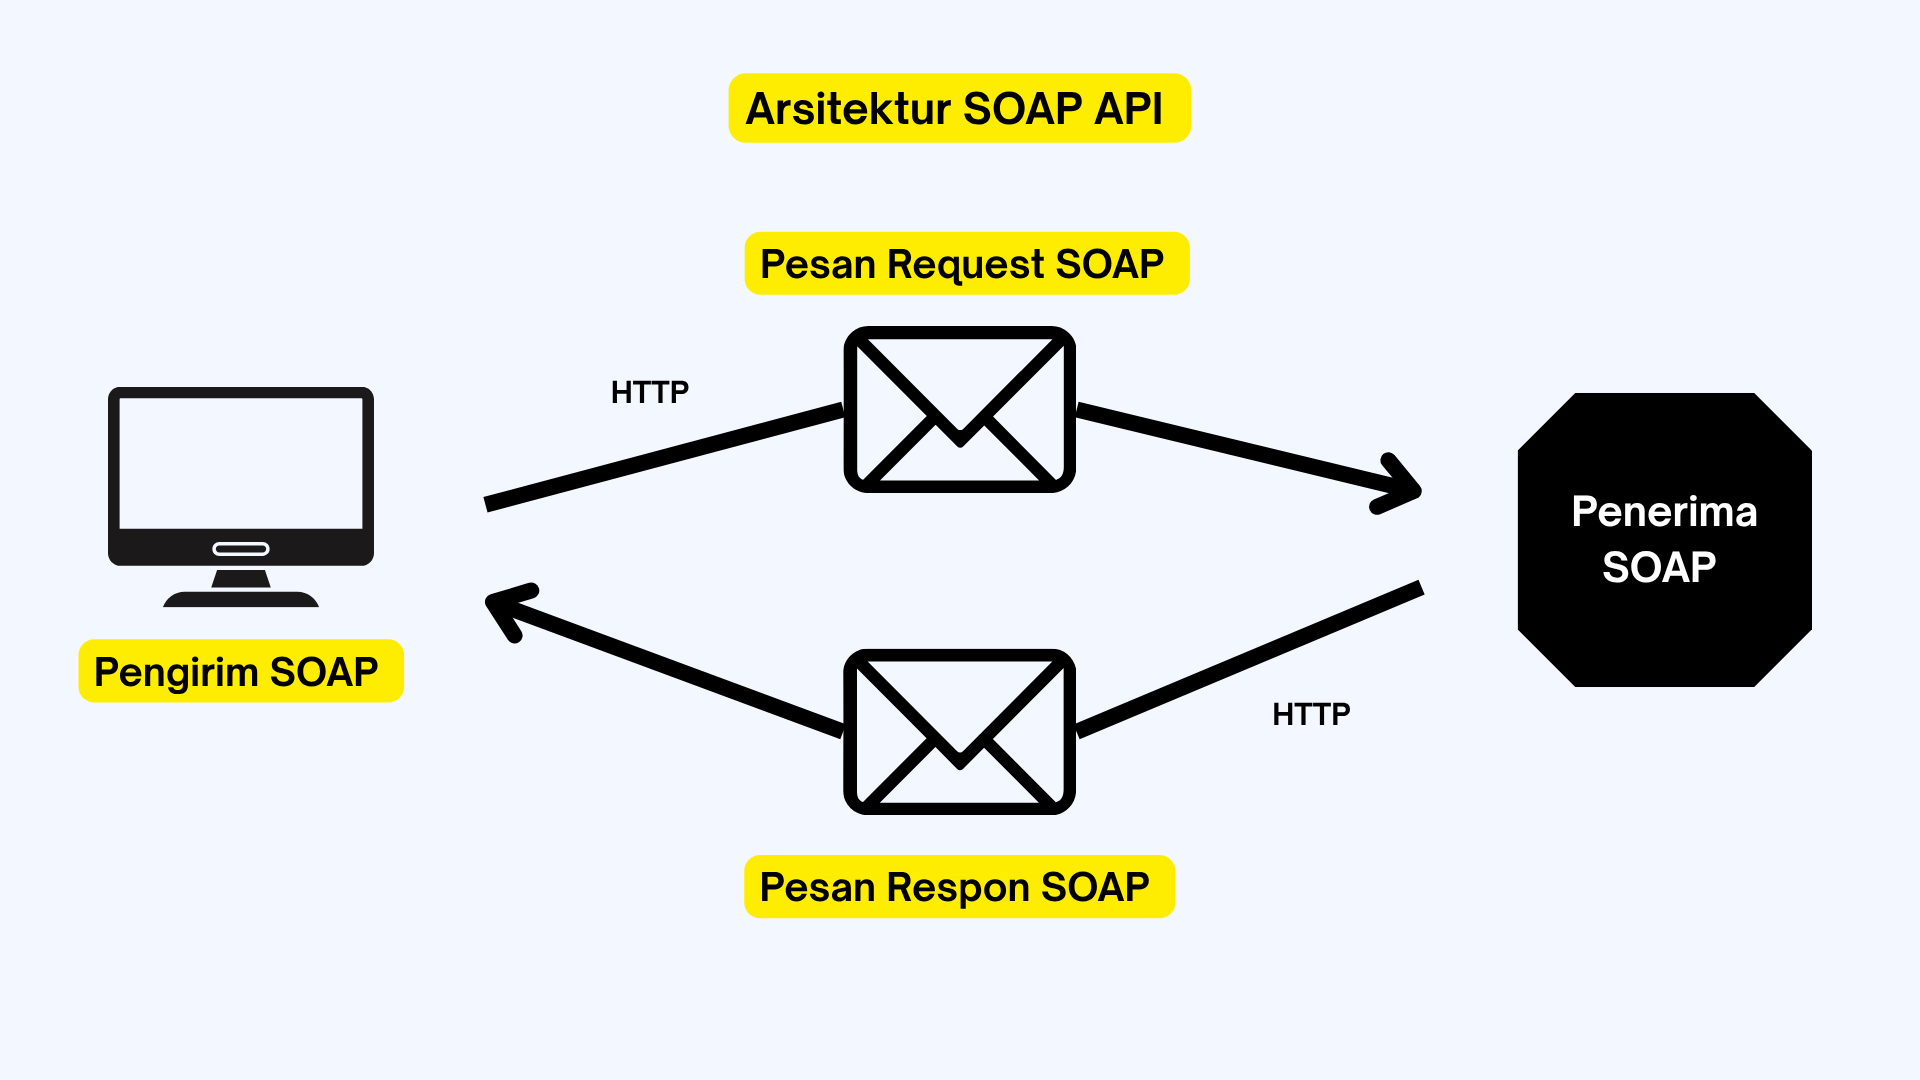 Arsitektur SOAP API
Pesan Request SOAP
HTTP
Penerima
SOAP
Pengirim SOAP
HTTP
Pesan Respon SOAP